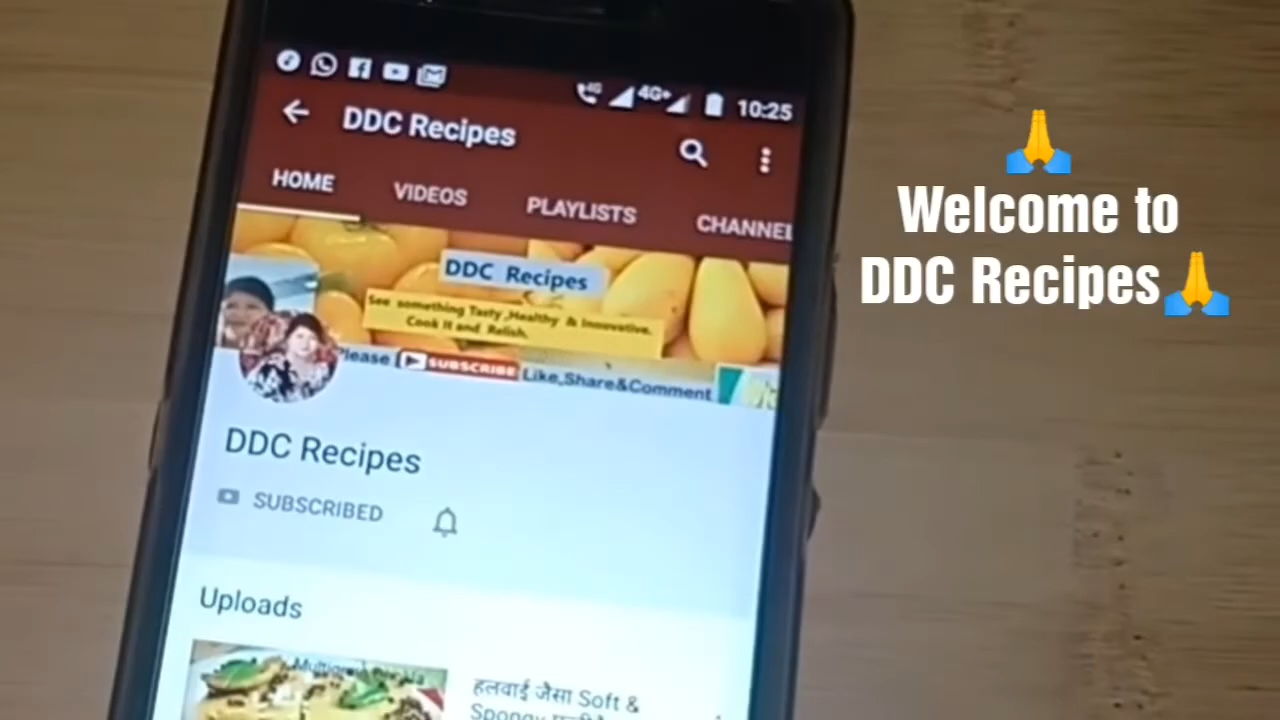 4G+ 10:25
DDC Recipes
HOME VIDEOS PLAYLISTS CHANNEL
DDC Recipes
See something Tasty ,Healthy & Innovative.
Cook it and Relish.
Please SUBSCRIBE Like,Share&Comment
DDC Recipes
SUBSCRIBED
Uploads
हलवाई जैसा Soft &
🙏
Welcome to
DDC Recipes🙏